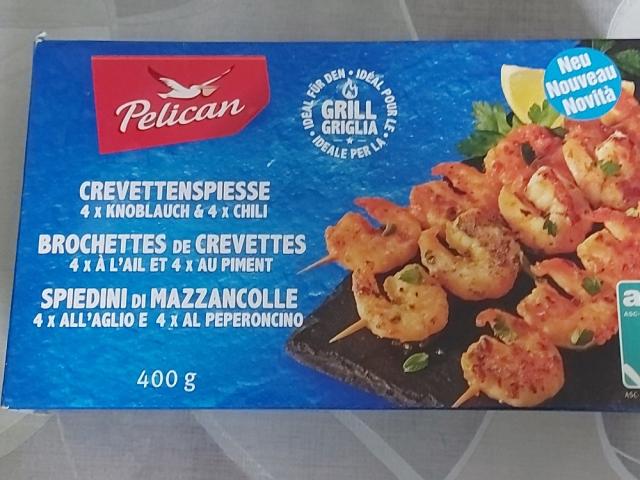 Pelican
IDEAL FÜR DEN • IDÉAL POUR LE • IDEALE PER LA •
GRILL
GRIGLIA
Neu
Nouveau
Novità
CREVETTENSPIESSE
4 x KNOBLAUCH & 4 x CHILI
BROCHETTES DE CREVETTES
4 x À L'AIL ET 4 x AU PIMENT
SPIEDINI DI MAZZANCOLLE
4 x ALL'AGLIO E 4 x AL PEPERONCINO
400 g